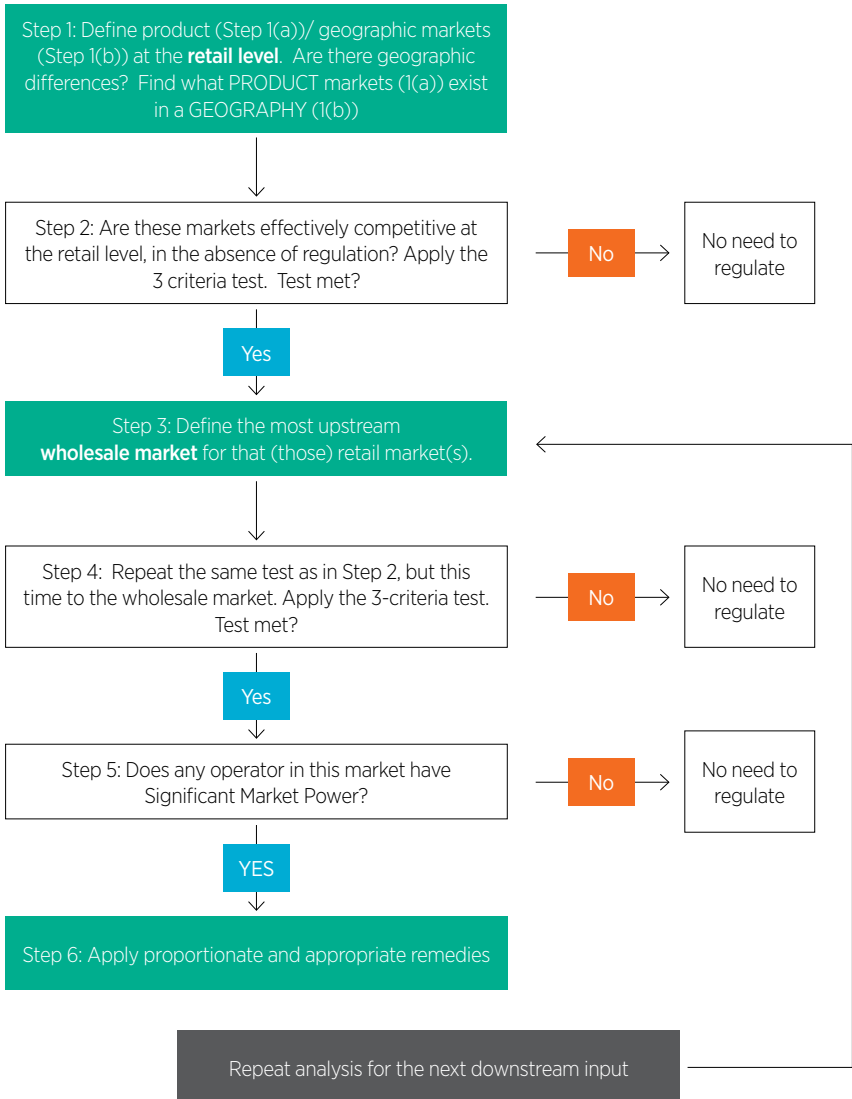 Step 1: Define product (Step 1(a))/ geographic markets
(Step 1(b)) at the retail level.  Are there geographic
differences?  Find what PRODUCT markets (1(a)) exist
in a GEOGRAPHY (1(b))
Step 2: Are these markets effectively competitive at
the retail level, in the absence of regulation? Apply the
3 criteria test.  Test met?
No
No need to
regulate
Yes
Step 3: Define the most upstream
wholesale market for that (those) retail market(s).
Step 4:  Repeat the same test as in Step 2, but this
time to the wholesale market. Apply the 3-criteria test.
Test met?
No
No need to
regulate
Yes
Step 5: Does any operator in this market have
Significant Market Power?
No
No need to
regulate
YES
Step 6: Apply proportionate and appropriate remedies
Repeat analysis for the next downstream input